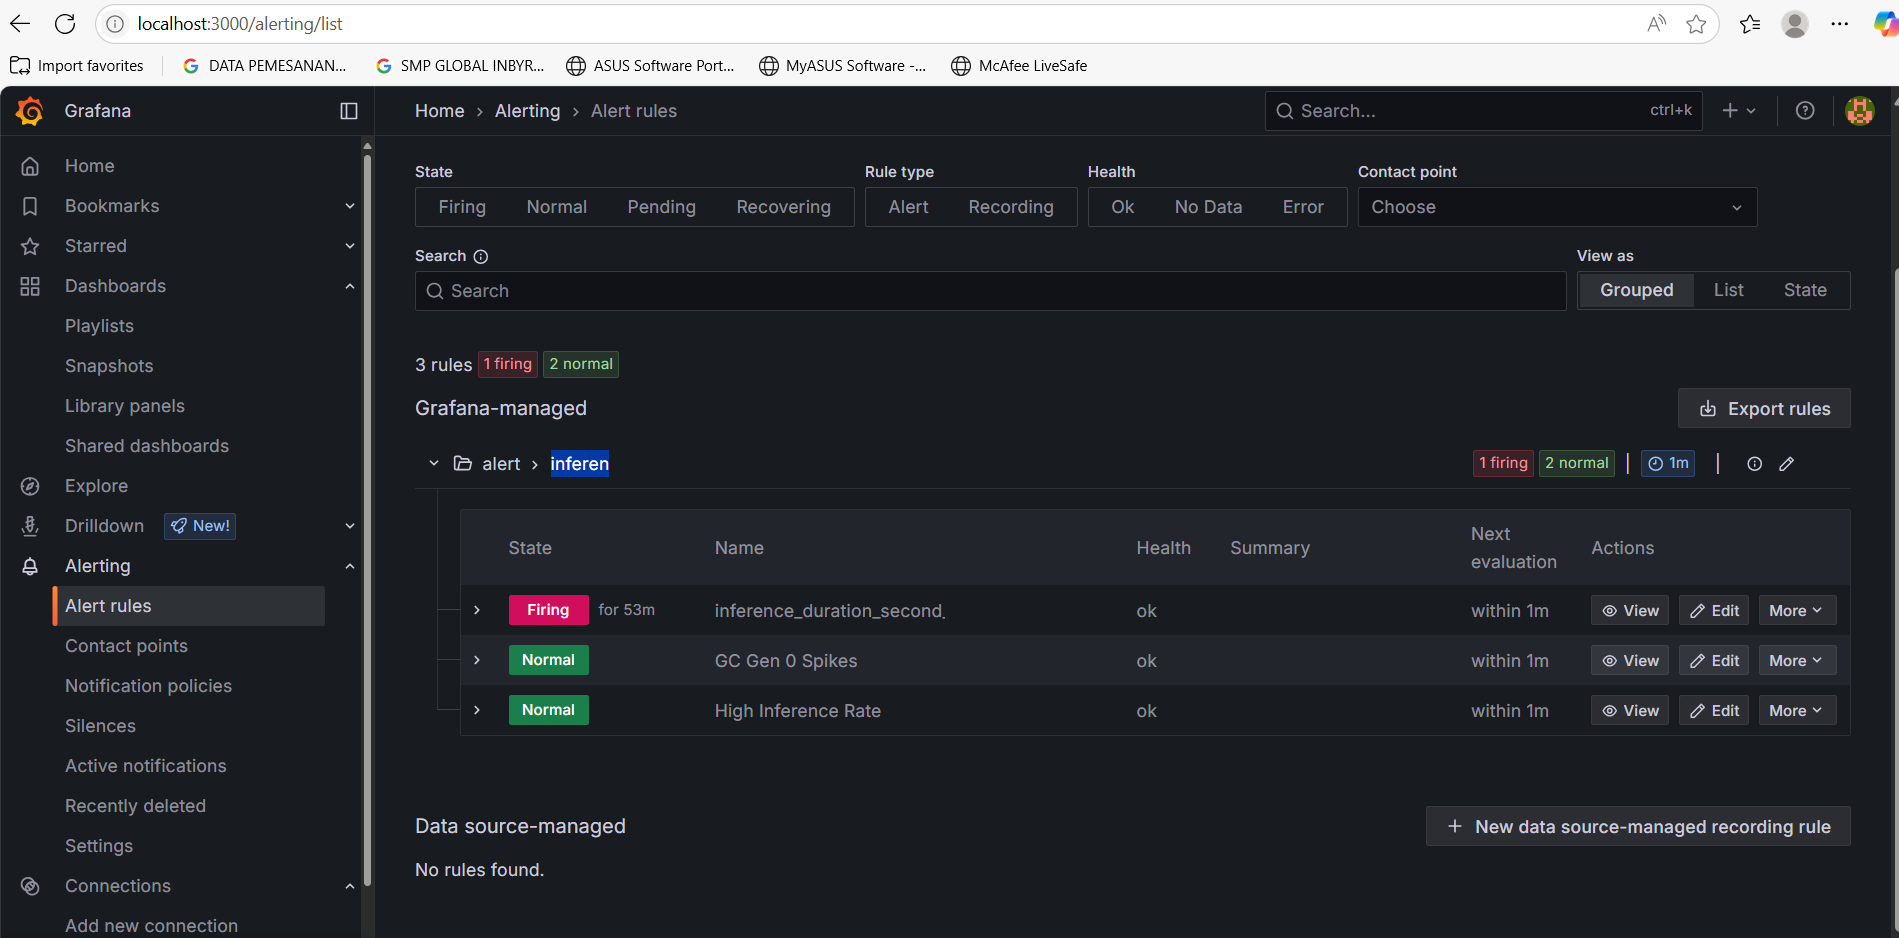 localhost:3000/alerting/list
Import favorites
DATA PEMESANAN...
SMP GLOBAL INBYR...
ASUS Software Port...
MyASUS Software -...
McAfee LiveSafe
Grafana
Home › Alerting › Alert rules
Search... ctrl+k
Home
Bookmarks
Starred
Dashboards
Playlists
Snapshots
Library panels
Shared dashboards
Explore
Drilldown New!
Alerting
Alert rules
Contact points
Notification policies
Silences
Active notifications
Recently deleted
Settings
Connections
Add new connection
State Rule type Health Contact point
Firing Normal Pending Recovering Alert Recording Ok No Data Error Choose
Search View as
Search Grouped List State
3 rules 1 firing 2 normal
Grafana-managed Export rules
alert › inferen 1 firing 2 normal | 1m |
State Name Health Summary Next evaluation Actions
Firing for 53m inference_duration_second_ ok within 1m View Edit More
Normal GC Gen 0 Spikes ok within 1m View Edit More
Normal High Inference Rate ok within 1m View Edit More
Data source-managed + New data source-managed recording rule
No rules found.